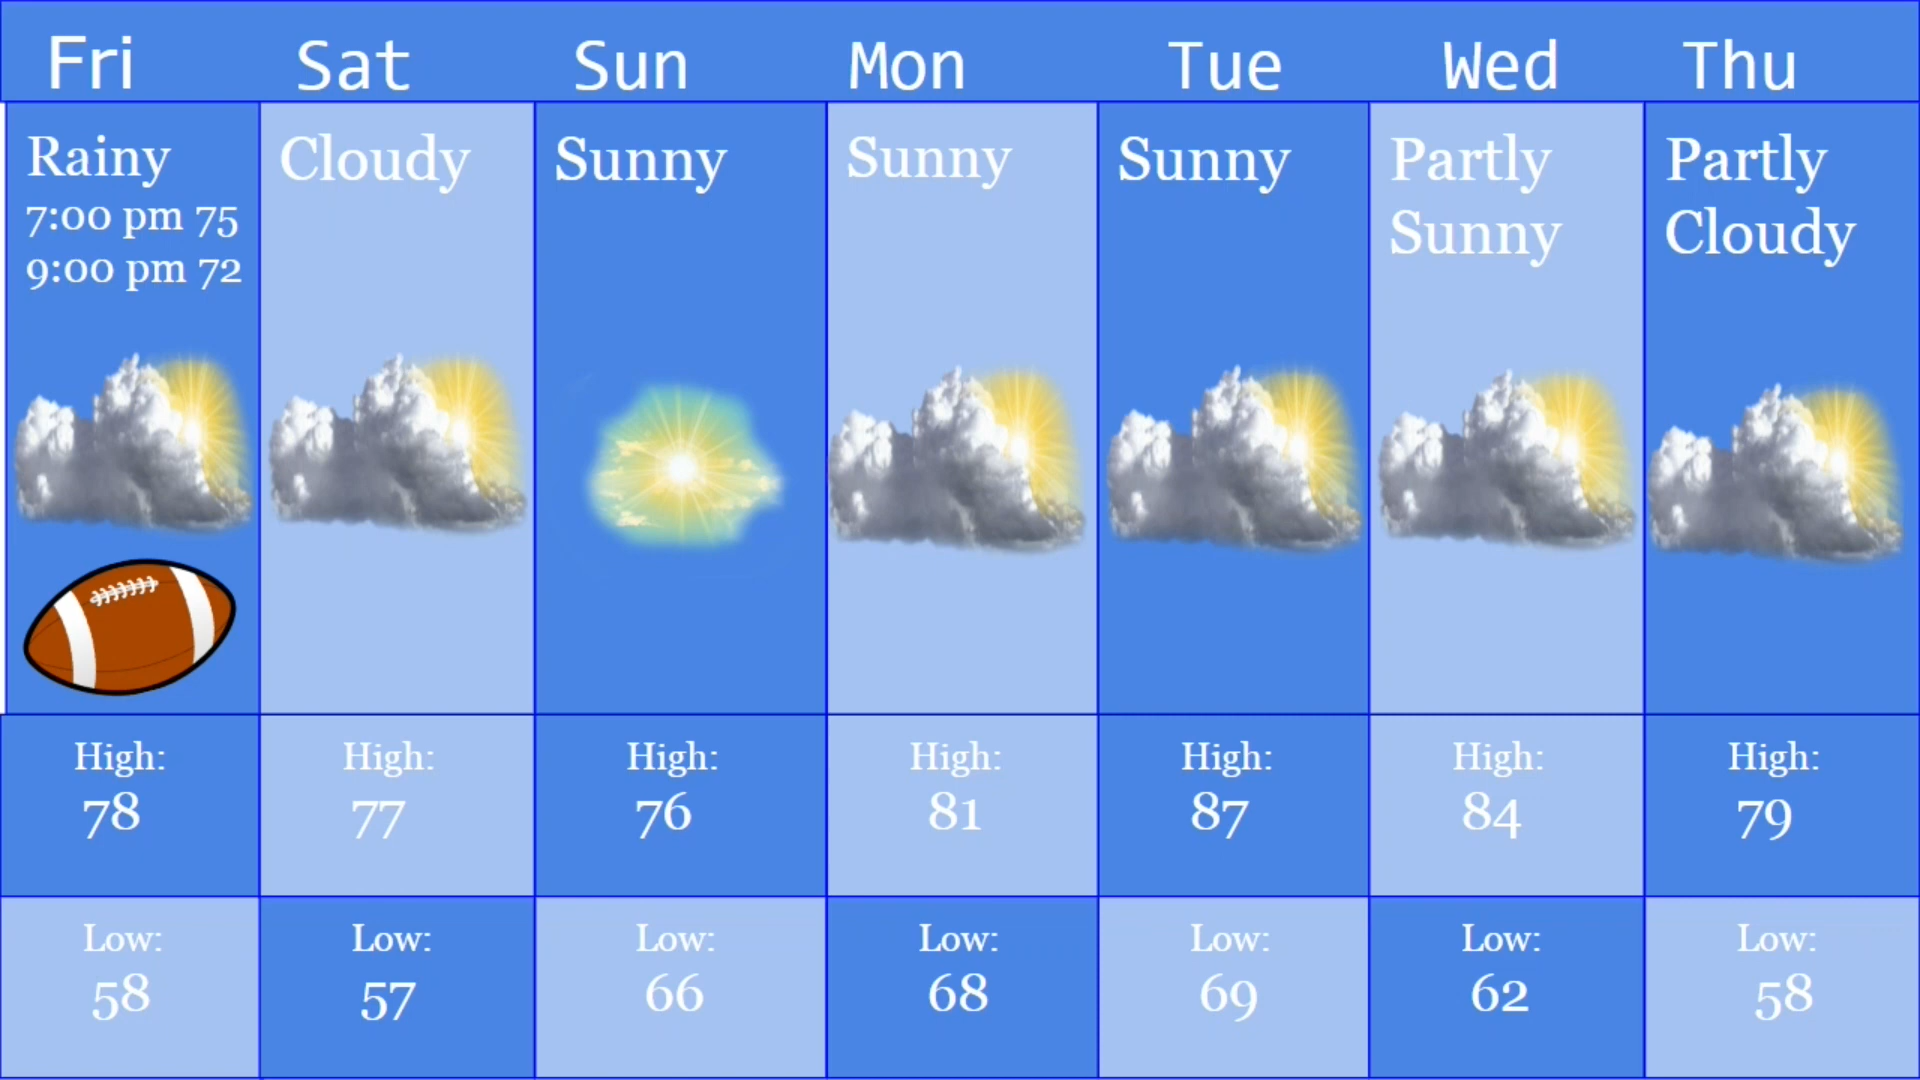 Fri Sat Sun Mon Tue Wed Thu
Rainy
7:00 pm 75
9:00 pm 72
Cloudy
Sunny
Sunny
Sunny
Partly
Sunny
Partly
Cloudy
High: High: High: High: High: High: High:
78 77 76 81 87 84 79
Low: Low: Low: Low: Low: Low: Low:
58 57 66 68 69 62 58